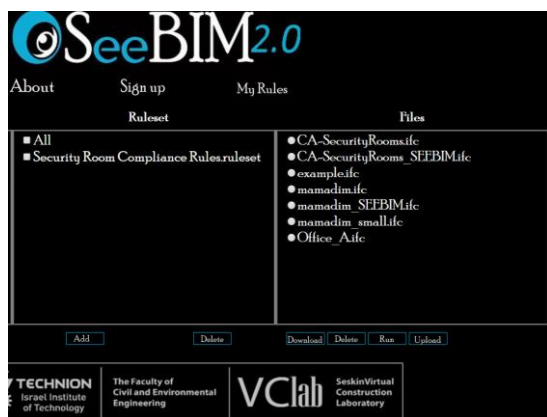 SeeBIM2.0
About Sign up My Rules
Ruleset Files
All
Security Room Compliance Rules.ruleset
CA-SecurityRooms.ifc
CA-SecurityRooms_SEEBIM.ifc
example.ifc
mamadim.ifc
mamadim_SEEBIM.ifc
mamadim_small.ifc
Office_A.ifc
Add Delete Download Delete Run Upload
TECHNION
Israel Institute
of Technology
The Faculty of
Civil and Environmental
Engineering
VClab
SeskinVirtual
Construction
Laboratory